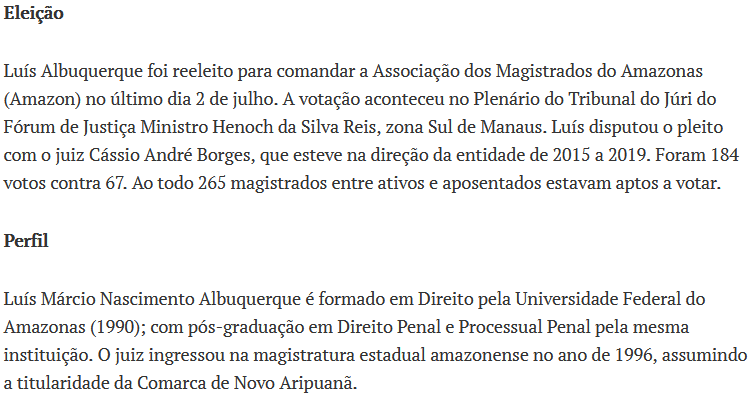 Eleição
Luís Albuquerque foi reeleito para comandar a Associação dos Magistrados do Amazonas
(Amazon) no último dia 2 de julho. A votação aconteceu no Plenário do Tribunal do Júri do
Fórum de Justiça Ministro Henoch da Silva Reis, zona Sul de Manaus. Luís disputou o pleito
com o juiz Cássio André Borges, que esteve na direção da entidade de 2015 a 2019. Foram 184
votos contra 67. Ao todo 265 magistrados entre ativos e aposentados estavam aptos a votar.
Perfil
Luís Márcio Nascimento Albuquerque é formado em Direito pela Universidade Federal do
Amazonas (1990); com pós-graduação em Direito Penal e Processual Penal pela mesma
instituição. O juiz ingressou na magistratura estadual amazonense no ano de 1996, assumindo
a titularidade da Comarca de Novo Aripuanã.